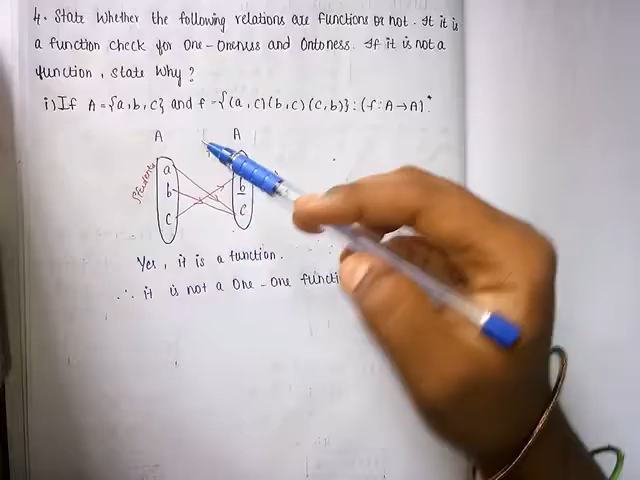 4. State Whether the following relations are functions or not. If it is
a function check for One-Oneness and Ontoness. If it is not a
function, state Why?
i) If A = {a, b, c} and f = {(a, c) (b, c) (c, b)} : (f : A → A).
A A
Students
a
b b
c c
Yes, it is a function.
∴ it is not a One-One